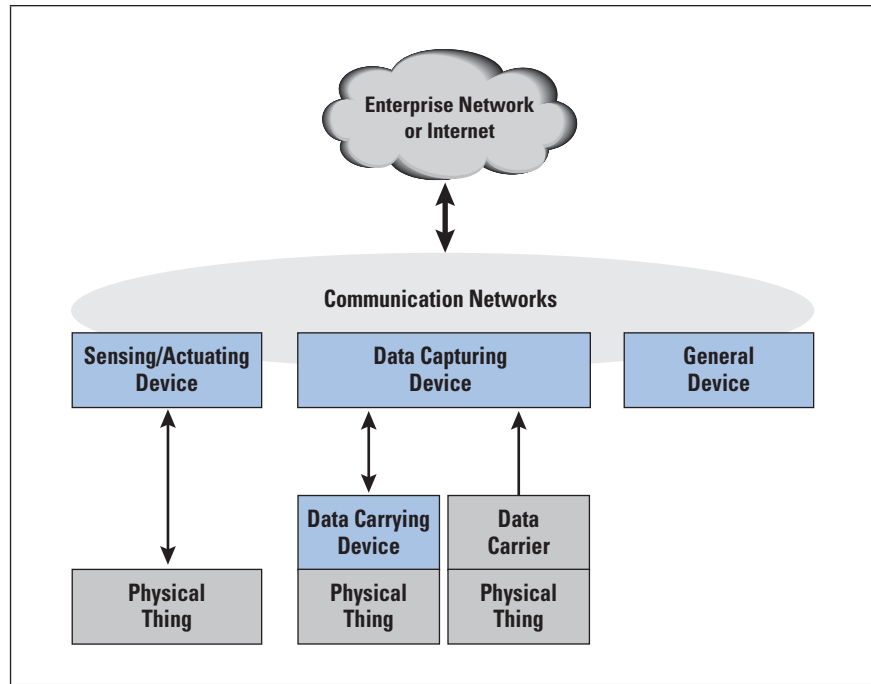 Enterprise Network
or Internet
Communication Networks
Sensing/Actuating
Device
Data Capturing
Device
General
Device
Data Carrying
Device
Data
Carrier
Physical
Thing
Physical
Thing
Physical
Thing